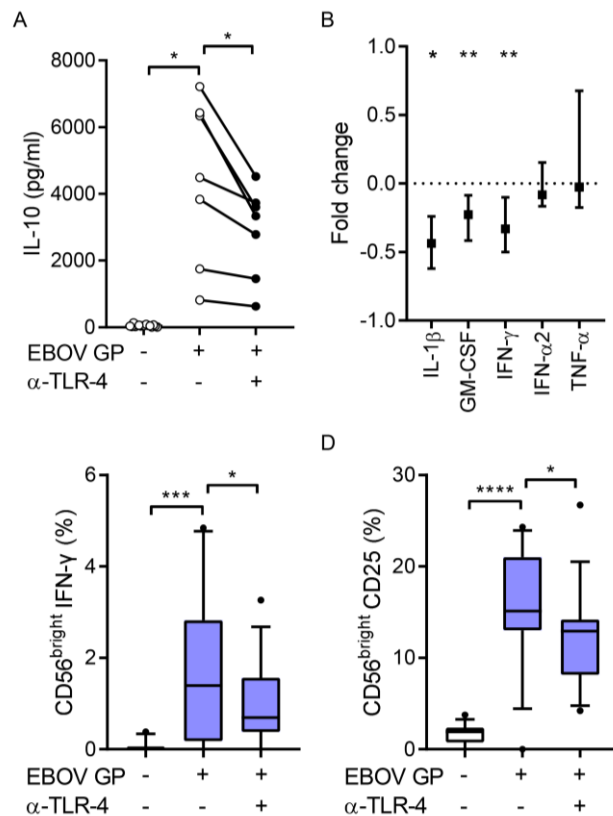 A
* *
8000
6000
4000
2000
0
IL-10 (pg/ml)
EBOV GP - + +
α-TLR-4 - - +
B
* ** **
1.0
0.5
0.0
-0.5
-1.0
Fold change
IL-1β
GM-CSF
IFN-γ
IFN-α2
TNF-α
*** *
6
4
2
0
CD56bright IFN-γ (%)
EBOV GP - + +
α-TLR-4 - - +
D
**** *
30
20
10
0
CD56bright CD25 (%)
EBOV GP - + +
α-TLR-4 - - +